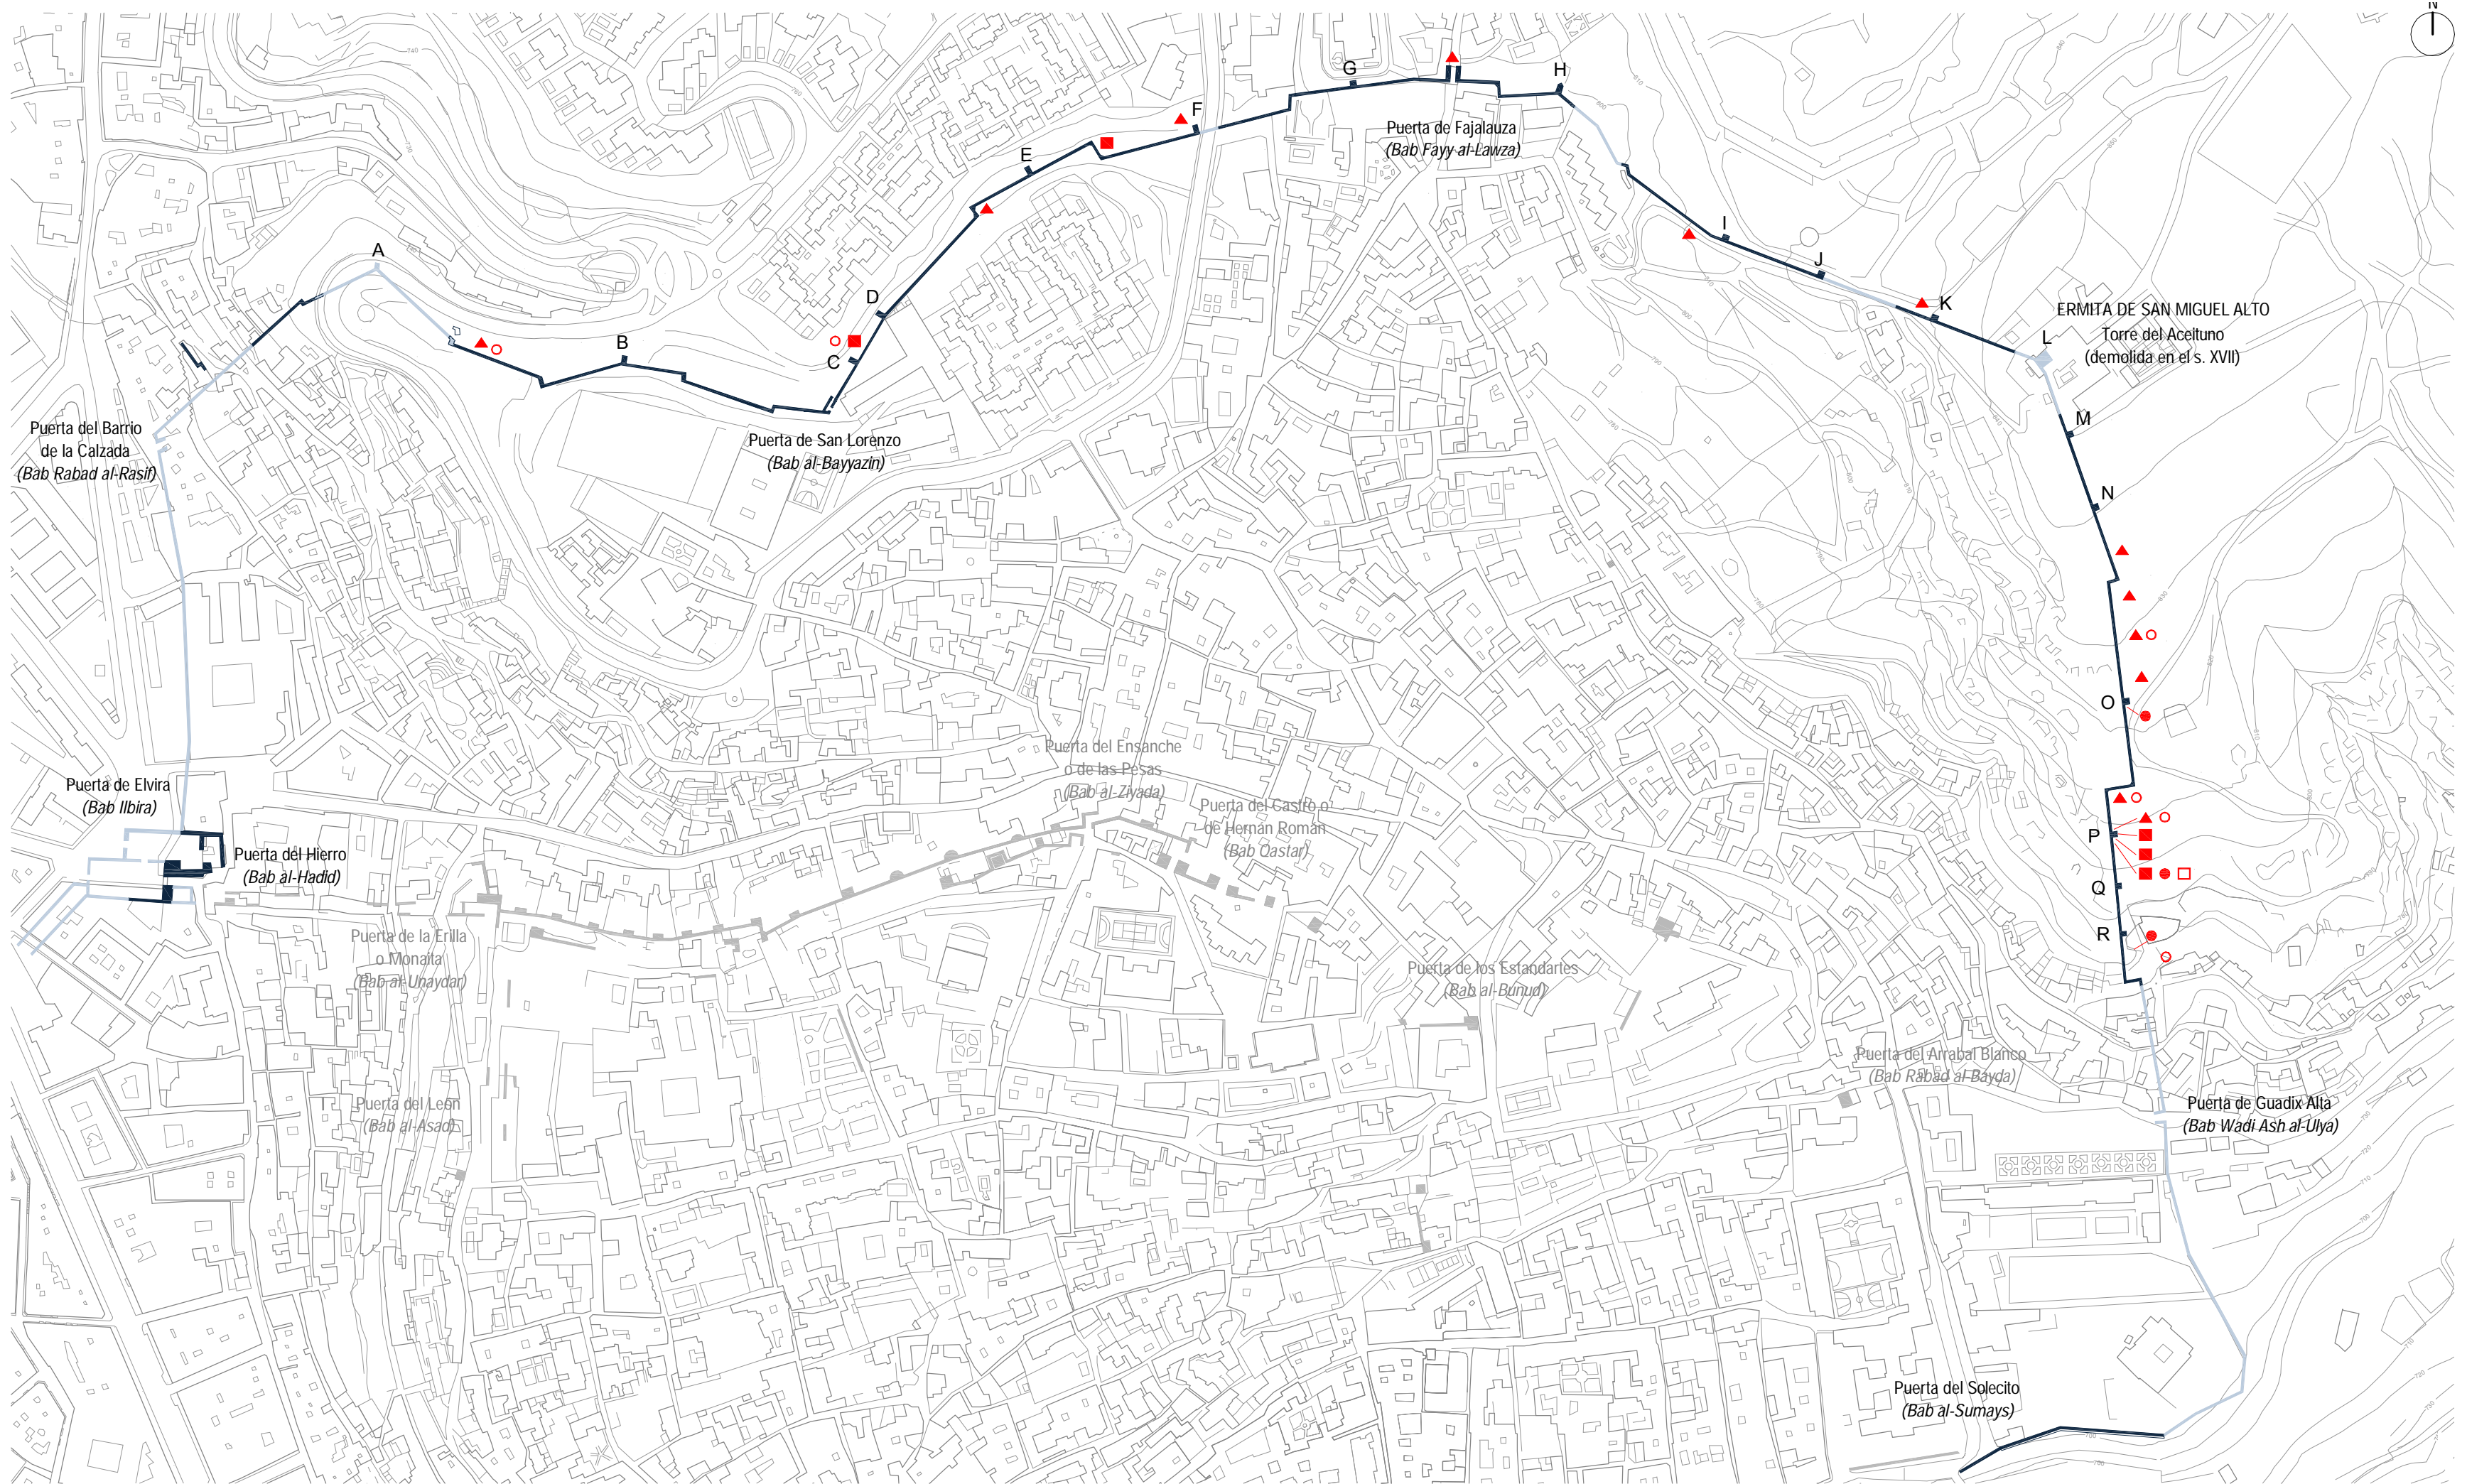 N
G
H
F
Puerta de Fajalauza
(Bab Fayy al-Lawza)
E
I
A
J
D
K
ERMITA DE SAN MIGUEL ALTO
Torre del Aceituno
(demolida en el s. XVII)
L
B
C
M
Puerta del Barrio
de la Calzada
(Bab Rabad al-Rasif)
Puerta de San Lorenzo
(Bab al-Bayyazin)
N
O
Puerta del Ensanche
o de las Pesas
(Bab al-Ziyada)
Puerta de Elvira
(Bab Ilbira)
Puerta del Castro o
de Hernán Román
(Bab Qastar)
P
Puerta del Hierro
(Bab al-Hadid)
Q
R
Puerta de la Erilla
o Monaita
(Bab al-Unaydar)
Puerta de los Estandartes
(Bab al-Bunud)
Puerta del Arrabal Blanco
(Bab Rabad al-Bayda)
Puerta del León
(Bab al-Asad)
Puerta de Guadix Alta
(Bab Wadi Ash al-Ulya)
Puerta del Solecito
(Bab al-Sumays)
740
730
760
810
800